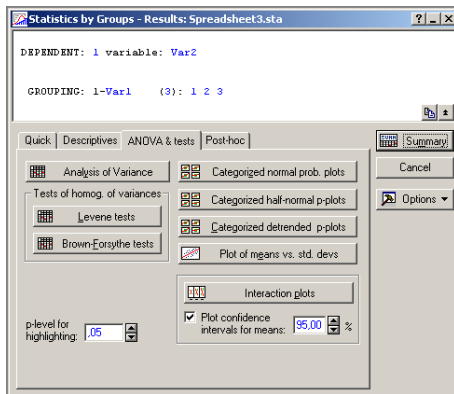 Statistics by Groups - Results: Spreadsheet3.sta
DEPENDENT: 1 variable: Var2
GROUPING: 1-Var1 (3): 1 2 3
Quick
Descriptives
ANOVA & tests
Post-hoc
Summary
Cancel
Options
Analysis of Variance
Tests of homog. of variances
Levene tests
Brown-Forsythe tests
Categorized normal prob. plots
Categorized half-normal p-plots
Categorized detrended p-plots
Plot of means vs. std. devs
Interaction plots
p-level for
highlighting: ,05
Plot confidence
intervals for means: 95,00 %